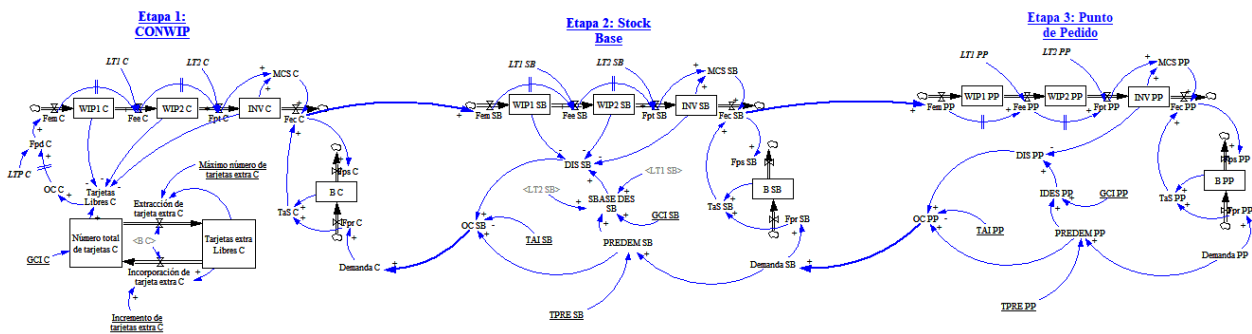 Etapa 1:
CONWIP
Etapa 2: Stock
Base
Etapa 3: Punto
de Pedido
LT1 C
LT2 C
MCS C
WIP1 C
WIP2 C
INV C
Fem C
Fee C
Fpt C
Fec C
Fpd C
LTP C
OC C
Tarjetas
Libres C
Máximo número de
tarjetas extra C
Extracción de
tarjeta extra C
Número total
de tarjetas C
<B C>
Tarjetas extra
Libres C
GCI C
Incorporación de
tarjeta extra C
Incremento de
tarjetas extra C
Fps C
B C
TaS C
Fpr C
Demanda C
LT1 SB
LT2 SB
MCS SB
WIP1 SB
WIP2 SB
INV SB
Fem SB
Fee SB
Fpt SB
Fec SB
DIS SB
<LT1 SB>
<LT2 SB>
SBASE DES
SB
GCI SB
OC SB
TAI SB
PREDEM SB
TPRE SB
Fps SB
B SB
TaS SB
Fpr SB
Demanda SB
LT1 PP
LT2 PP
MCS PP
WIP1 PP
WIP2 PP
INV PP
Fem PP
Fee PP
Fpt PP
Fec PP
DIS PP
IDES PP
GCI PP
OC PP
TAI PP
PREDEM PP
TPRE PP
Fps PP
B PP
TaS PP
Fpr PP
Demanda PP